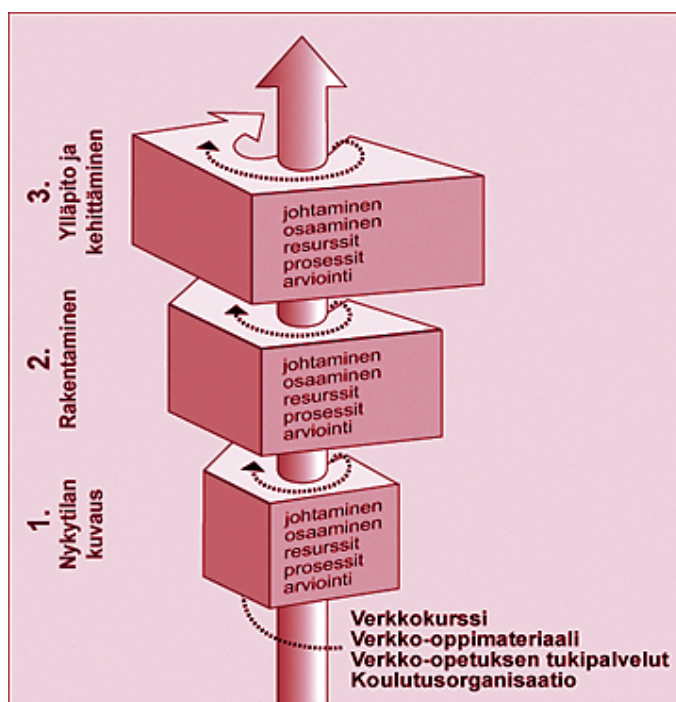 3.
Ylläpito ja
kehittäminen
johtaminen
osaaminen
resurssit
prosessit
arviointi
2.
Rakentaminen
johtaminen
osaaminen
resurssit
prosessit
arviointi
1.
Nykytilan
kuvaus
johtaminen
osaaminen
resurssit
prosessit
arviointi
Verkkokurssi
Verkko-oppimateriaali
Verkko-opetuksen tukipalvelut
Koulutusorganisaatio